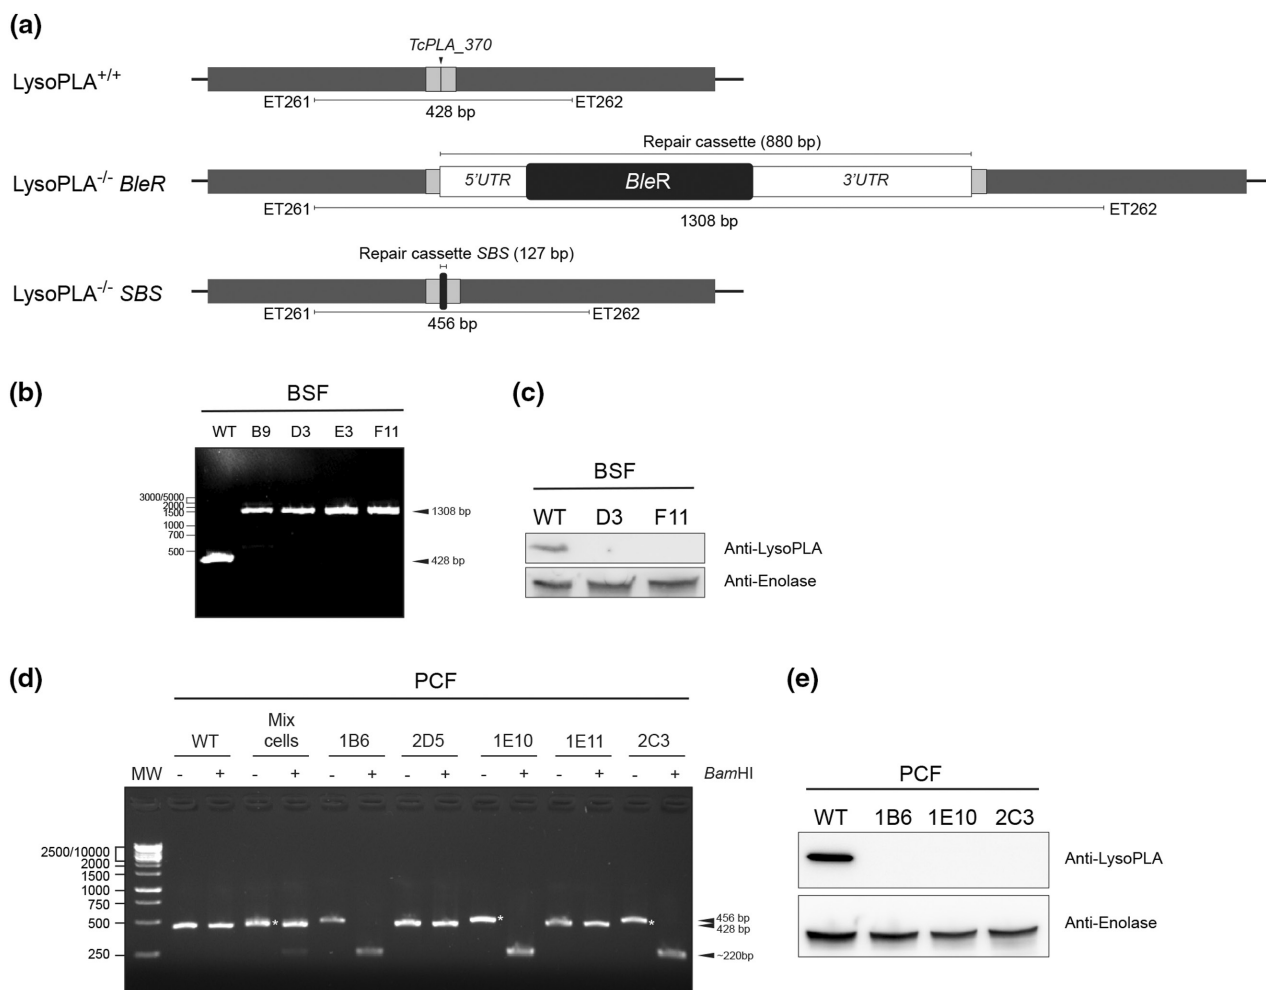 (a)
TcPLA_370
LysoPLA+/+
ET261 ET262
428 bp
Repair cassette (880 bp)
LysoPLA-/- BleR 5'UTR BleR 3'UTR
ET261 ET262
1308 bp
Repair cassette SBS (127 bp)
LysoPLA-/- SBS
ET261 ET262
456 bp
(b)
BSF
WT B9 D3 E3 F11
3000/5000
2000
1500
1000
700
500
1308 bp
428 bp
(c)
BSF
WT D3 F11
Anti-LysoPLA
Anti-Enolase
(d)
PCF
WT Mix cells 1B6 2D5 1E10 1E11 2C3
MW - + - + - + - + - + - + - + BamHI
2500/10000
2000
1500
1000
750
500
250
* * *
456 bp
428 bp
~220bp
(e)
PCF
WT 1B6 1E10 2C3
Anti-LysoPLA
Anti-Enolase